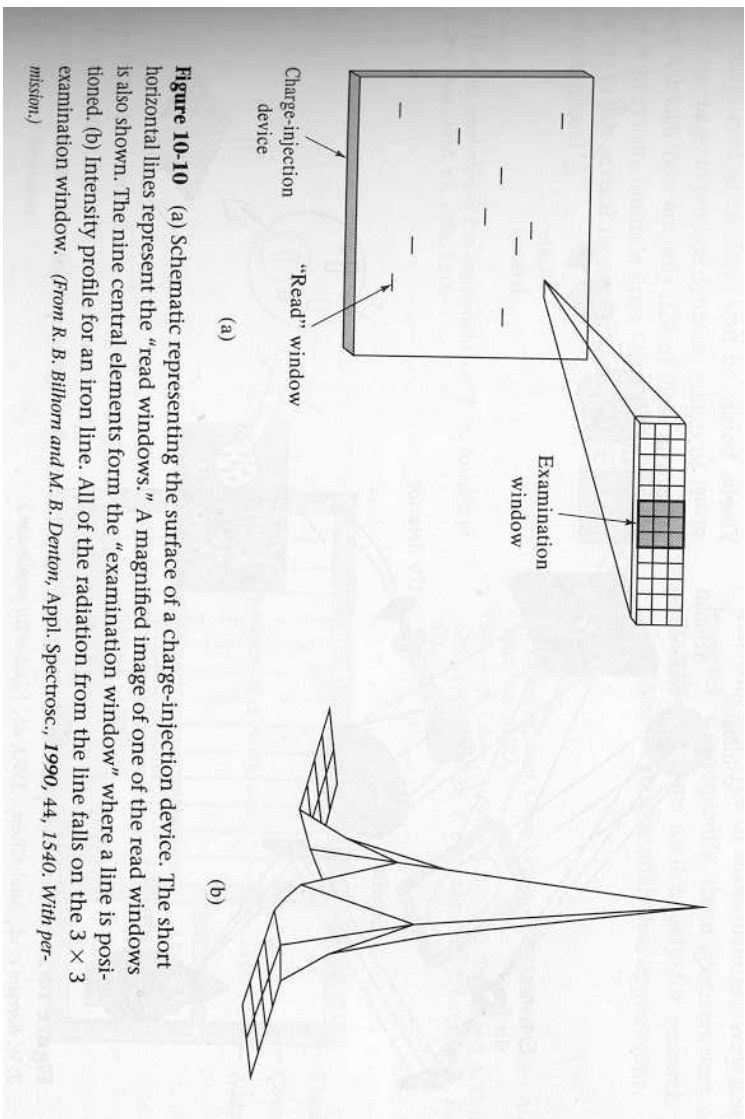 Examination
window
Charge-injection
device
"Read" window
(a)
(b)
Figure 10-10 (a) Schematic representing the surface of a charge-injection device. The short
horizontal lines represent the "read windows." A magnified image of one of the read windows
is also shown. The nine central elements form the "examination window" where a line is posi-
tioned. (b) Intensity profile for an iron line. All of the radiation from the line falls on the 3 × 3
examination window. (From R. B. Bilhorn and M. B. Denton, Appl. Spectrosc., 1990, 44, 1540. With per-
mission.)